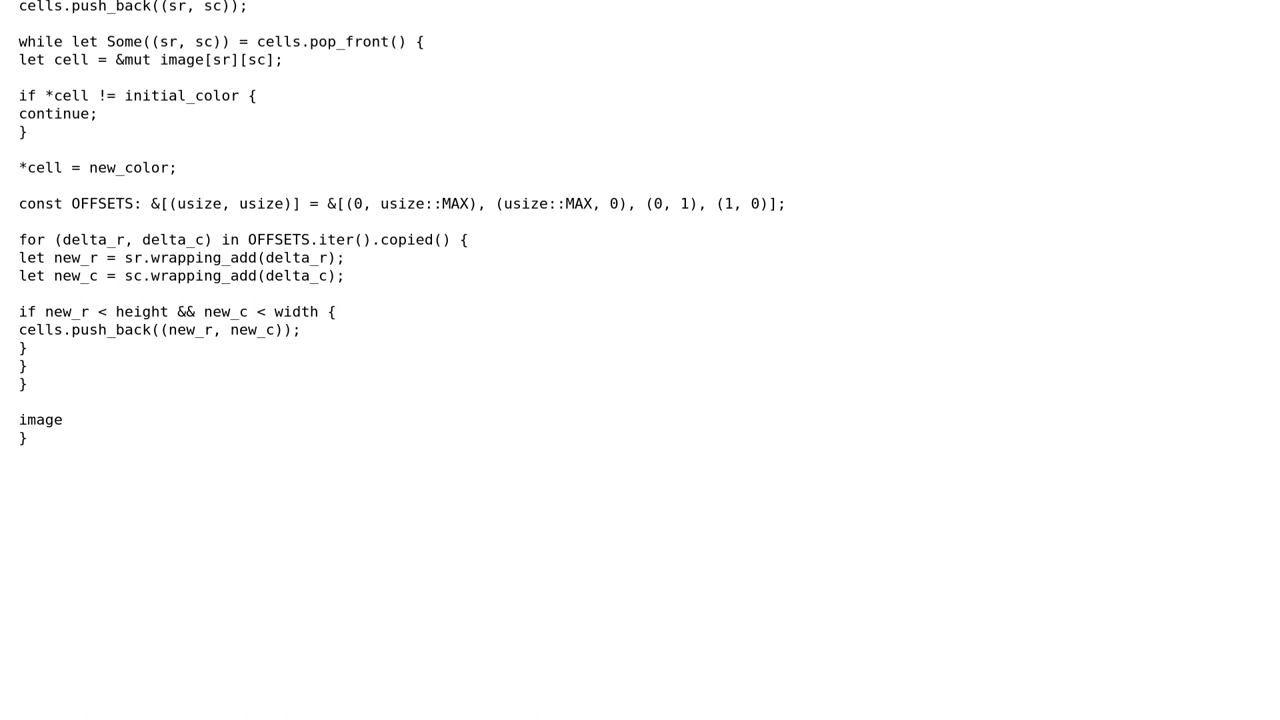 cells.push_back((sr, sc));

while let Some((sr, sc)) = cells.pop_front() {
let cell = &mut image[sr][sc];

if *cell != initial_color {
continue;
}

*cell = new_color;

const OFFSETS: &[(usize, usize)] = &[(0, usize::MAX), (usize::MAX, 0), (0, 1), (1, 0)];

for (delta_r, delta_c) in OFFSETS.iter().copied() {
let new_r = sr.wrapping_add(delta_r);
let new_c = sc.wrapping_add(delta_c);

if new_r < height && new_c < width {
cells.push_back((new_r, new_c));
}
}
}

image
}